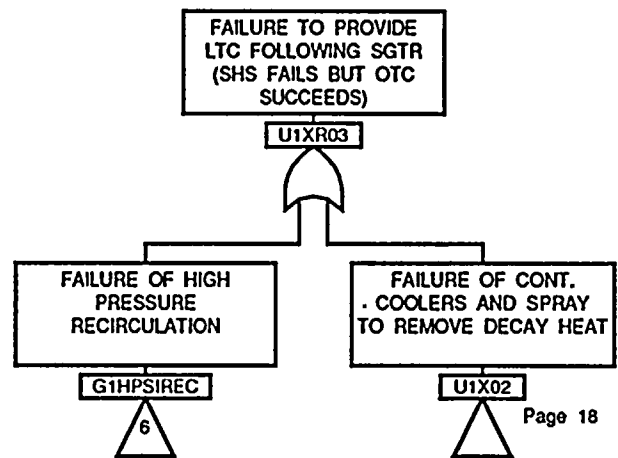 FAILURE TO PROVIDE
LTC FOLLOWING SGTR
(SHS FAILS BUT OTC
SUCCEEDS)
U1XR03
FAILURE OF HIGH
PRESSURE
RECIRCULATION
G1HPSIREC
6
FAILURE OF CONT.
. COOLERS AND SPRAY
TO REMOVE DECAY HEAT
U1X02
Page 18